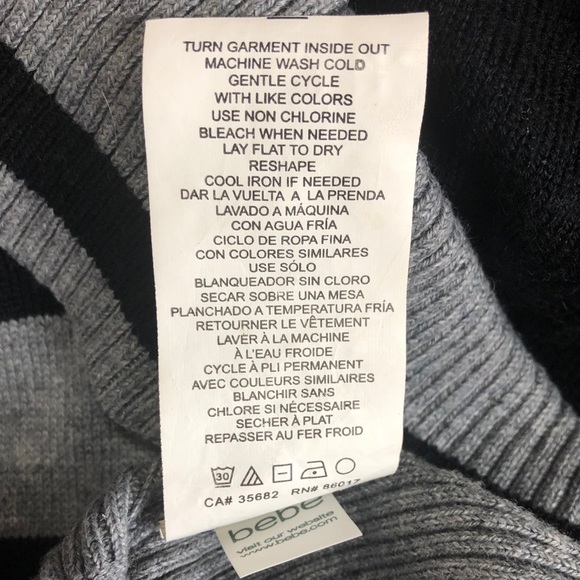 TURN GARMENT INSIDE OUT
MACHINE WASH COLD
GENTLE CYCLE
WITH LIKE COLORS
USE NON CHLORINE
BLEACH WHEN NEEDED
LAY FLAT TO DRY
RESHAPE
COOL IRON IF NEEDED
DAR LA VUELTA A LA PRENDA
LAVADO A MÁQUINA
CON AGUA FRÍA
CICLO DE ROPA FINA
CON COLORES SIMILARES
USE SÓLO
BLANQUEADOR SIN CLORO
SECAR SOBRE UNA MESA
PLANCHADO A TEMPERATURA FRÍA
RETOURNER LE VÊTEMENT
LAVER À LA MACHINE
À L'EAU FROIDE
CYCLE À PLI PERMANENT
AVEC COULEURS SIMILAIRES
BLANCHIR SANS
CHLORE SI NÉCESSAIRE
SECHER À PLAT
REPASSER AU FER FROID
30
CA# 35682 RN# 86017
bebe
visit our website
www.bebe.com